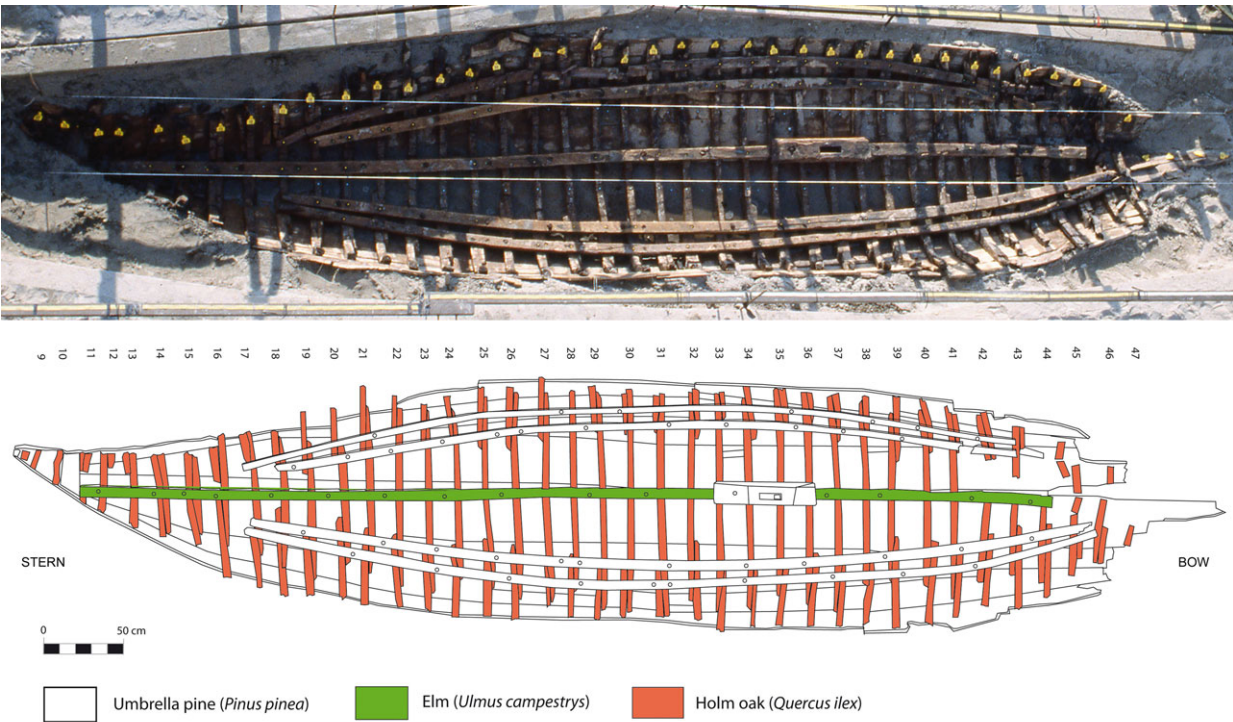 9 10 11 12 13 14 15 16 17 18 19 20 21 22 23 24 25 26 27 28 29 30 31 32 33 34 35 36 37 38 39 40 41 42 43 44 45 46 47
STERN
BOW
0 50 cm
Umbrella pine (Pinus pinea)
Elm (Ulmus campestrys)
Holm oak (Quercus ilex)